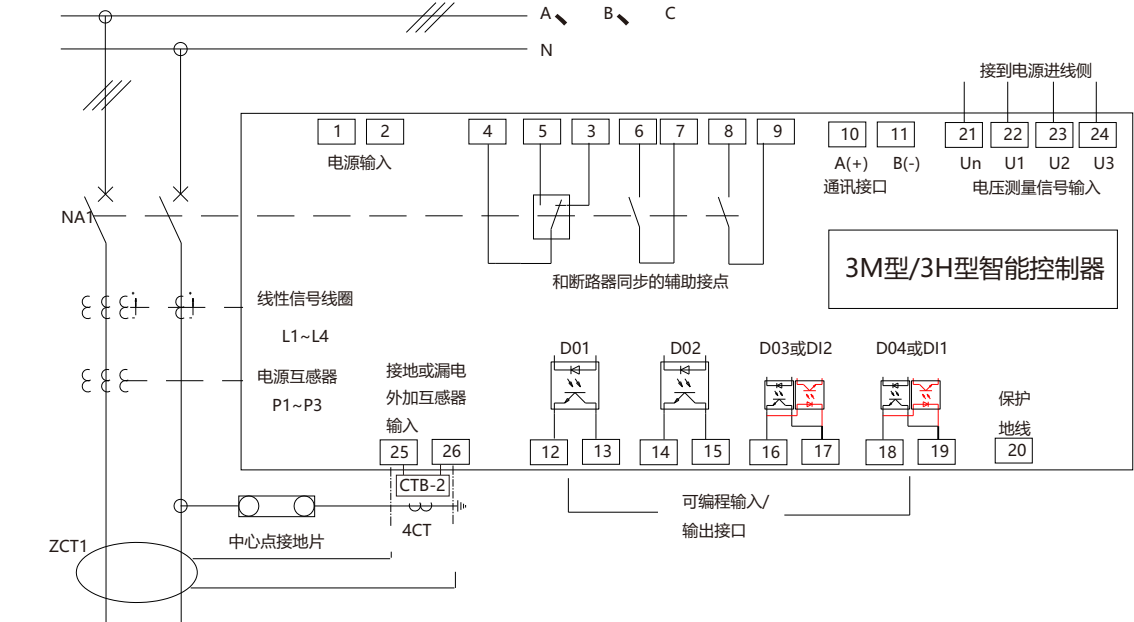 A B C
N
接到电源进线侧
1 2 4 5 3 6 7 8 9 10 11 21 22 23 24
电源输入
A(+) B(-) Un U1 U2 U3
通讯接口 电压测量信号输入
NA1
3M型/3H型智能控制器
和断路器同步的辅助接点
线性信号线圈
L1~L4
电源互感器
P1~P3
接地或漏电
外加互感器
输入
D01 D02 D03或DI2 D04或DI1
保护
地线
25 26 12 13 14 15 16 17 18 19 20
CTB-2
4CT
可编程输入/
输出接口
中心点接地片
ZCT1